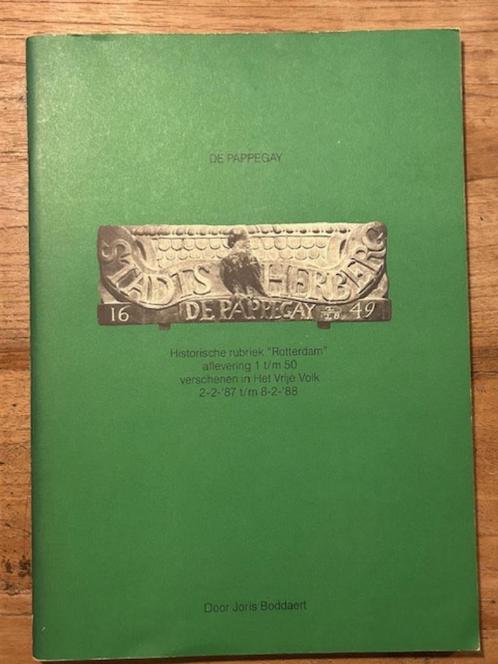 DE PAPPEGAY
STADTS HERBERG
16 DE PAPPEGAY 49
Historische rubriek "Rotterdam"
aflevering 1 t/m 50
verschenen in Het Vrije Volk
2-2-'87 t/m 8-2-'88
Door Joris Boddaert